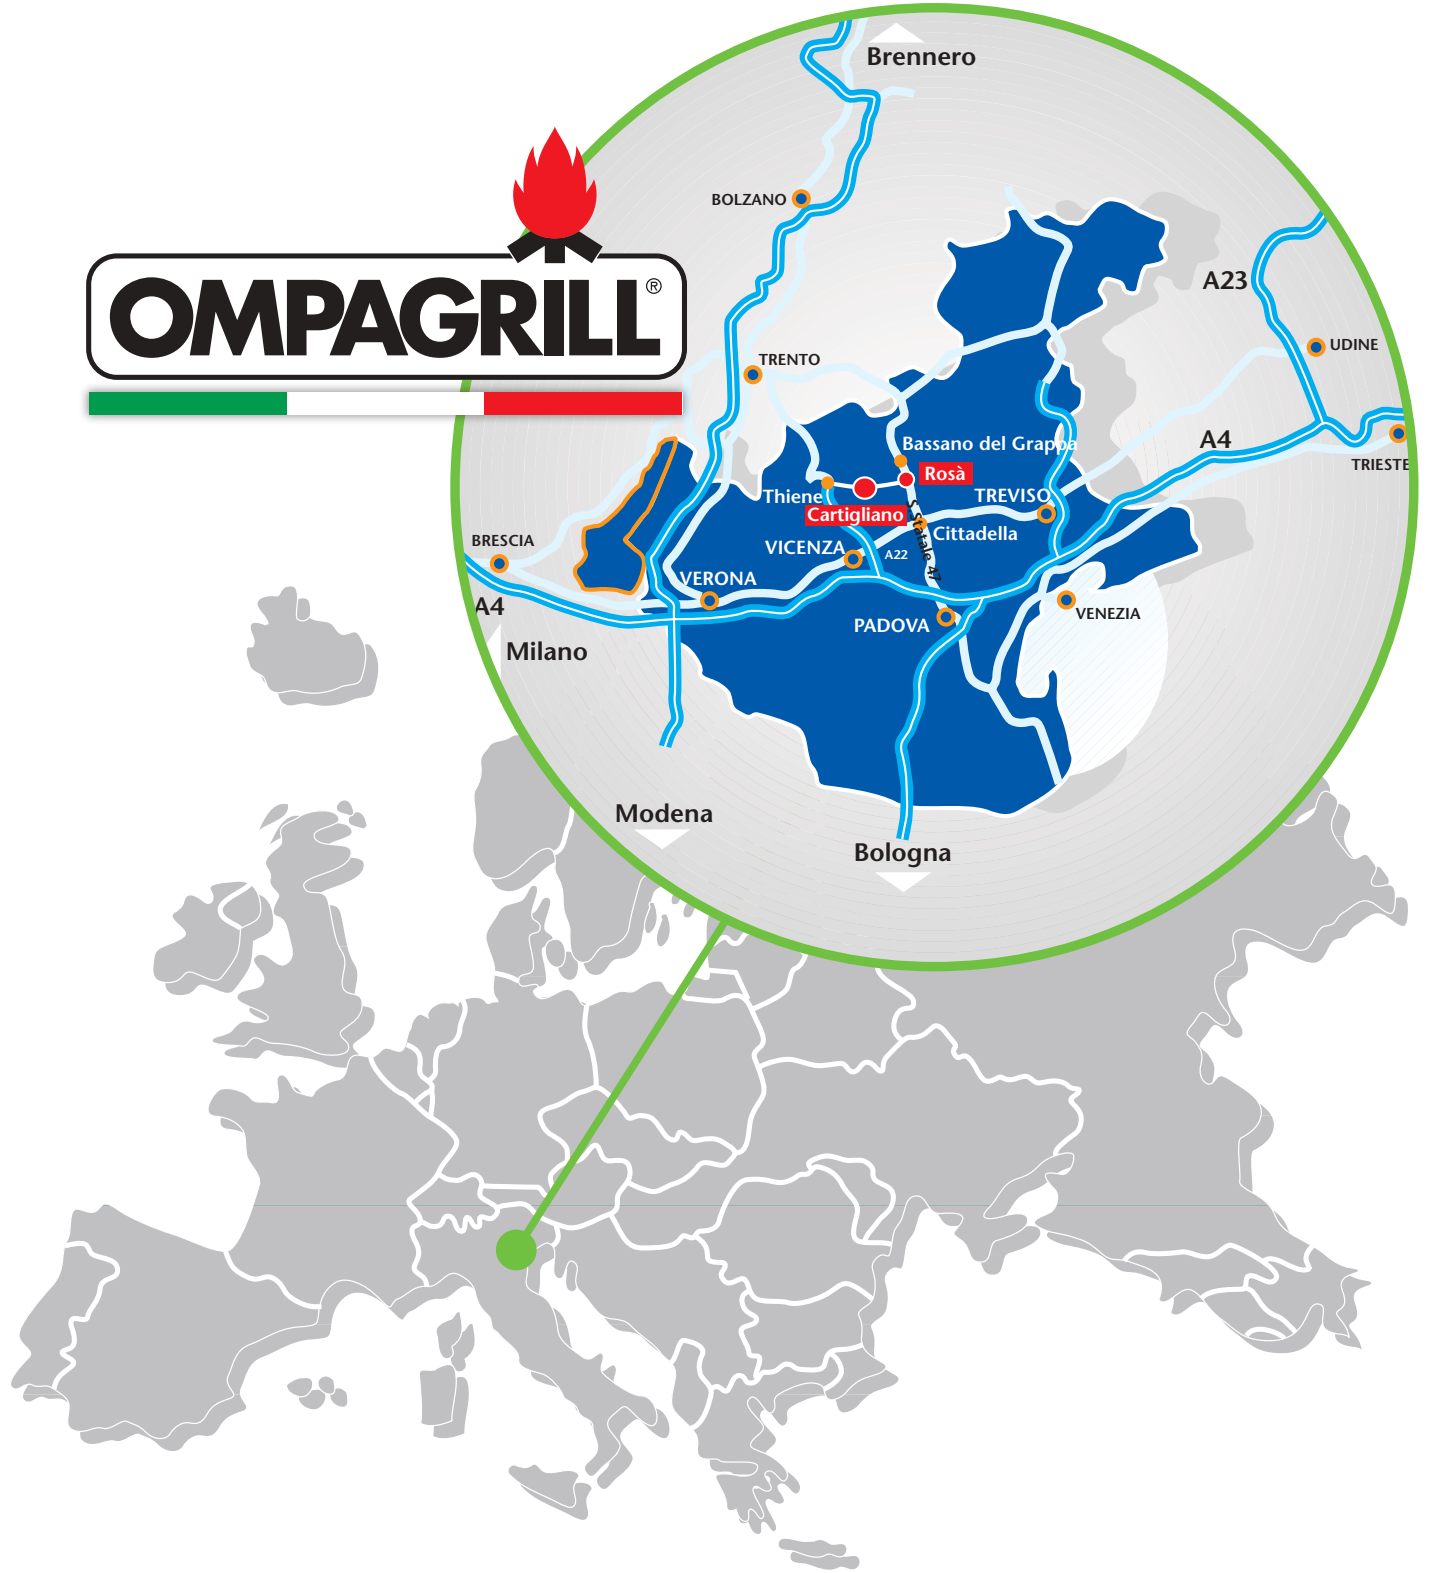 Brennero
BOLZANO
A23
OMPAGRILL®
UDINE
TRENTO
A4
Bassano del Grappa
TRIESTE
Rosà
Thiene
TREVISO
Cartigliano
S. Statale 47
Cittadella
BRESCIA
VICENZA
A22
VERONA
A4
VENEZIA
PADOVA
Milano
Modena
Bologna